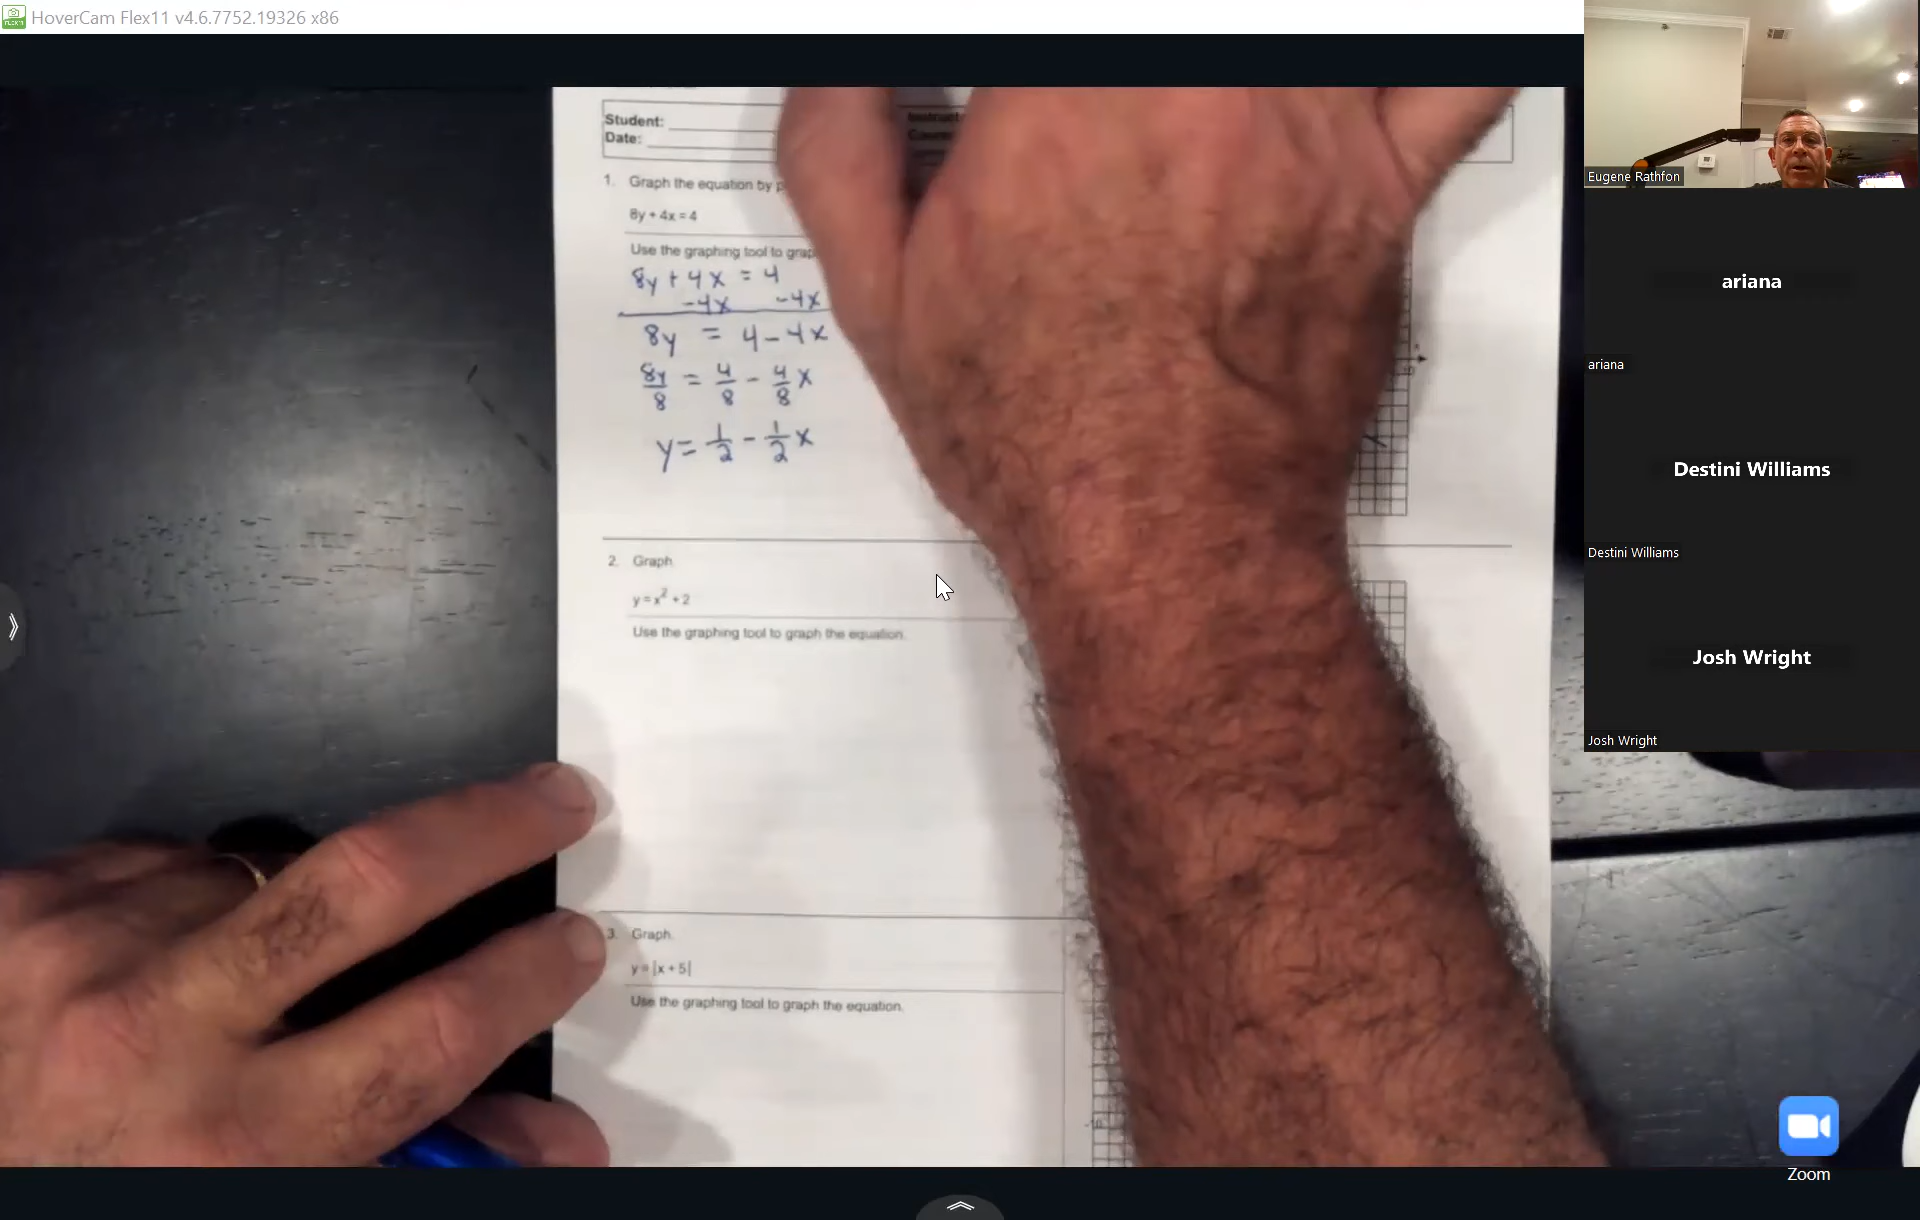 HoverCam Flex11 v4.6.7752.19326 x86
Student:
Date:
1. Graph the equation by
8y + 4x = 4
Use the graphing tool to grap
8y + 4x = 4
-4x -4x
8y = 4 - 4x
8y/8 = 4/8 - 4/8 x
y = 1/2 - 1/2 x
2. Graph
y = x² + 2
Use the graphing tool to graph the equation.
3. Graph.
y = |x + 5|
Use the graphing tool to graph the equation.
-10
Eugene Rathfon
ariana
ariana
Destini Williams
Destini Williams
Josh Wright
Josh Wright
Zoom